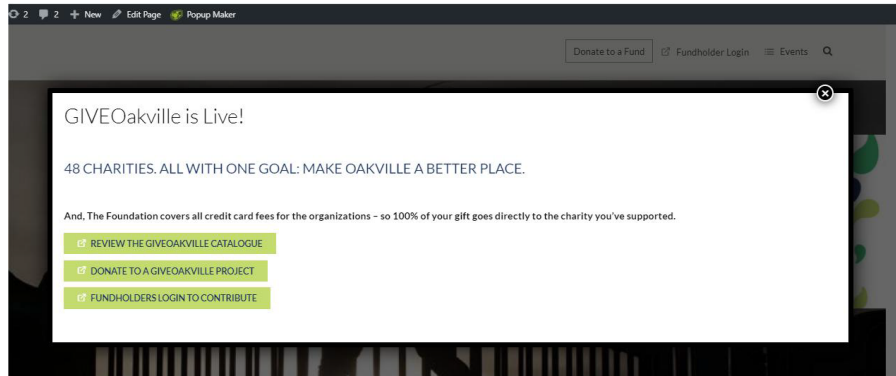 2 2 + New Edit Page Popup Maker
Donate to a Fund Fundholder Login Events
GIVEOakville is Live!
48 CHARITIES. ALL WITH ONE GOAL: MAKE OAKVILLE A BETTER PLACE.
And, The Foundation covers all credit card fees for the organizations – so 100% of your gift goes directly to the charity you've supported.
REVIEW THE GIVEOAKVILLE CATALOGUE
DONATE TO A GIVEOAKVILLE PROJECT
FUNDHOLDERS LOGIN TO CONTRIBUTE